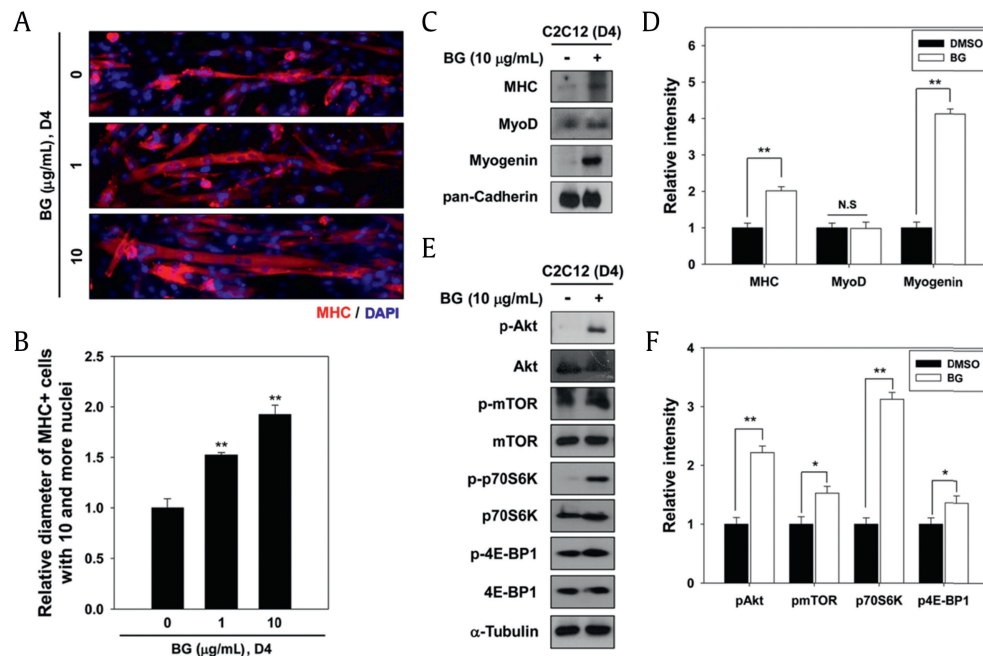 A
BG (μg/mL), D4
0
1
10
MHC / DAPI
B
Relative diameter of MHC+ cells
with 10 and more nuclei
2.5
2.0
1.5
1.0
0.5
0.0
**
**
0 1 10
BG (μg/mL), D4
C
C2C12 (D4)
BG (10 μg/mL) - +
MHC
MyoD
Myogenin
pan-Cadherin
D
Relative intensity
6
5
4
3
2
1
0
DMSO
BG
**
N.S
**
MHC MyoD Myogenin
E
C2C12 (D4)
BG (10 μg/mL) - +
p-Akt
Akt
p-mTOR
mTOR
p-p70S6K
p70S6K
p-4E-BP1
4E-BP1
α-Tubulin
F
Relative intensity
4
3
2
1
0
DMSO
BG
**
*
**
*
pAkt pmTOR p70S6K p4E-BP1